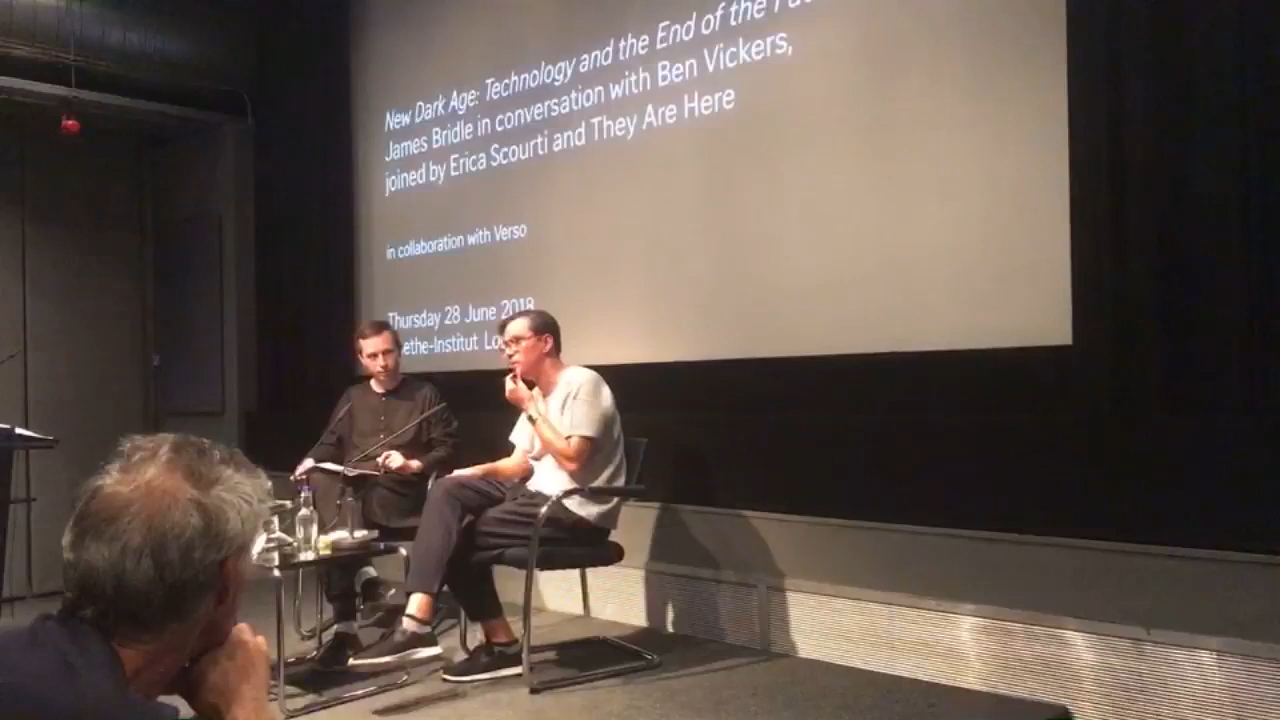 New Dark Age: Technology and the End of the
James Bridle in conversation with Ben Vickers,
joined by Erica Scourti and They Are Here
in collaboration with Verso
Thursday 28 June 2018